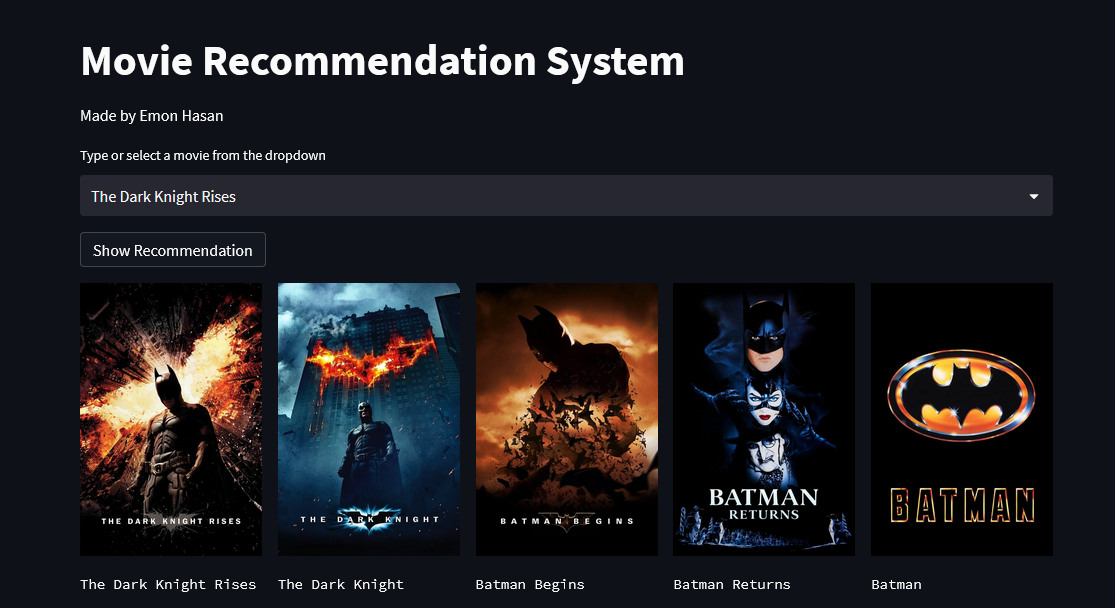 Movie Recommendation System
Made by Emon Hasan
Type or select a movie from the dropdown
The Dark Knight Rises
Show Recommendation
THE DARK KNIGHT RISES
THE DARK KNIGHT
BATMAN BEGINS
BATMAN
RETURNS
BATMAN
The Dark Knight Rises
The Dark Knight
Batman Begins
Batman Returns
Batman